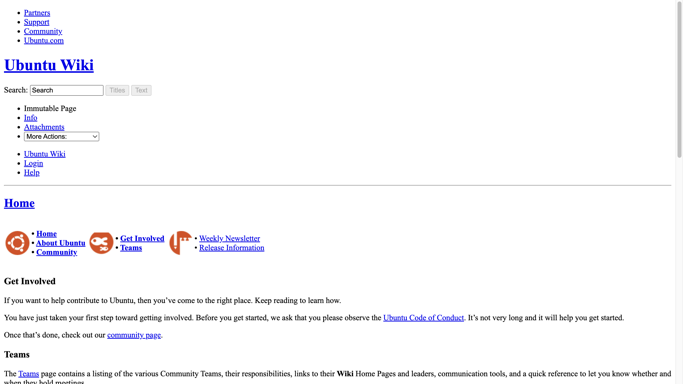 Partners
Support
Community
Ubuntu.com
Ubuntu Wiki
Search: Search Titles Text
Immutable Page
Info
Attachments
More Actions:
Ubuntu Wiki
Login
Help
Home
• Home
• About Ubuntu
• Community
• Get Involved
• Teams
• Weekly Newsletter
• Release Information
Get Involved
If you want to help contribute to Ubuntu, then you’ve come to the right place. Keep reading to learn how.
You have just taken your first step toward getting involved. Before you get started, we ask that you please observe the Ubuntu Code of Conduct. It’s not very long and it will help you get started.
Once that’s done, check out our community page.
Teams
The Teams page contains a listing of the various Community Teams, their responsibilities, links to their Wiki Home Pages and leaders, communication tools, and a quick reference to let you know whether and
when they hold meetings.